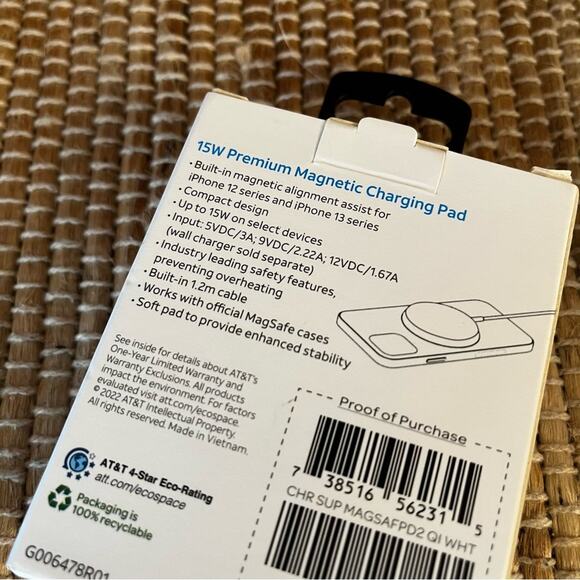 15W Premium Magnetic Charging Pad
• Built-in magnetic alignment assist for
iPhone 12 series and iPhone 13 series
• Compact design
• Up to 15W on select devices
• Input: 5VDC/3A; 9VDC/2.22A; 12VDC/1.67A
(wall charger sold separate)
• Industry leading safety features,
preventing overheating
• Built-in 1.2m cable
• Works with official MagSafe cases
• Soft pad to provide enhanced stability
See inside for details about AT&T's
One-Year Limited Warranty and
Warranty Exclusions. All products
impact the environment. For factors
evaluated visit att.com/ecospace.
© 2022 AT&T Intellectual Property.
All rights reserved. Made in Vietnam.
AT&T 4-Star Eco-Rating
att.com/ecospace
Packaging is
100% recyclable
G006478R01
Proof of Purchase
7 38516 56231 5
CHR SUP MAGSAFPD2 QI WHT